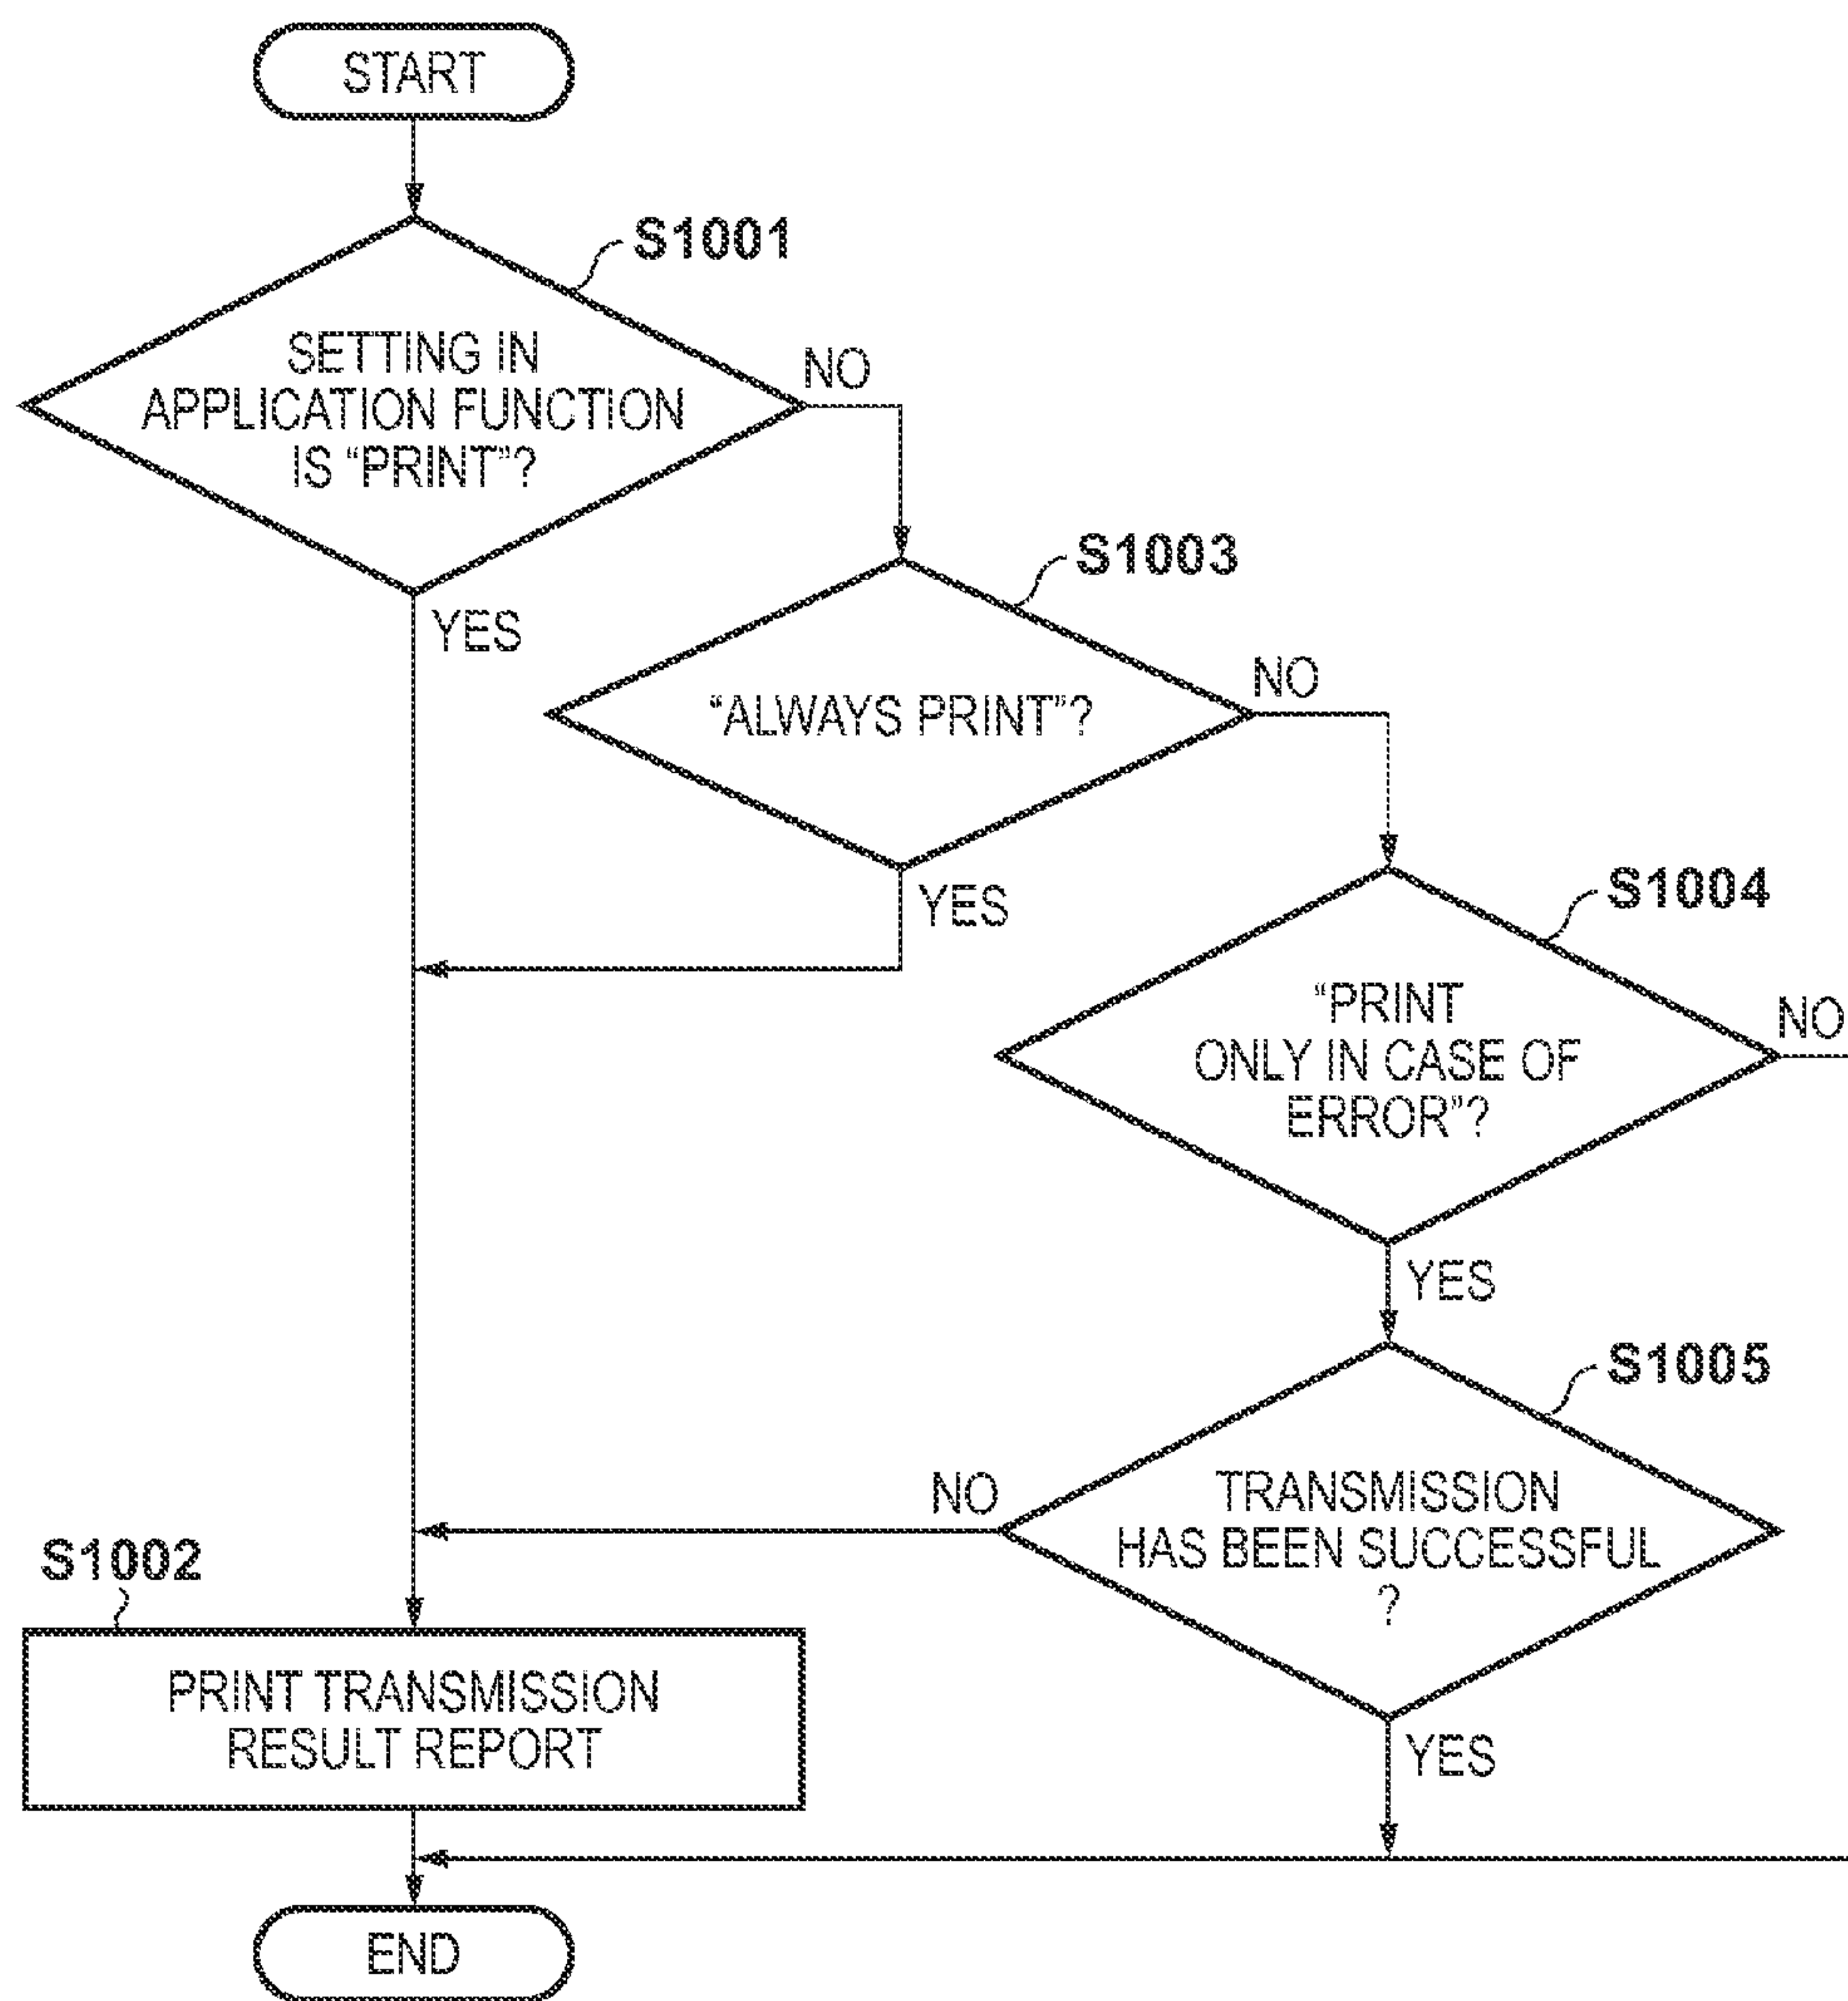 START
S1001
SETTING IN
APPLICATION FUNCTION
IS “PRINT”?
NO
YES
S1003
“ALWAYS PRINT”?
NO
YES
S1004
“PRINT
ONLY IN CASE OF
ERROR”?
NO
YES
S1005
TRANSMISSION
HAS BEEN SUCCESSFUL
?
NO
YES
S1002
PRINT TRANSMISSION
RESULT REPORT
END